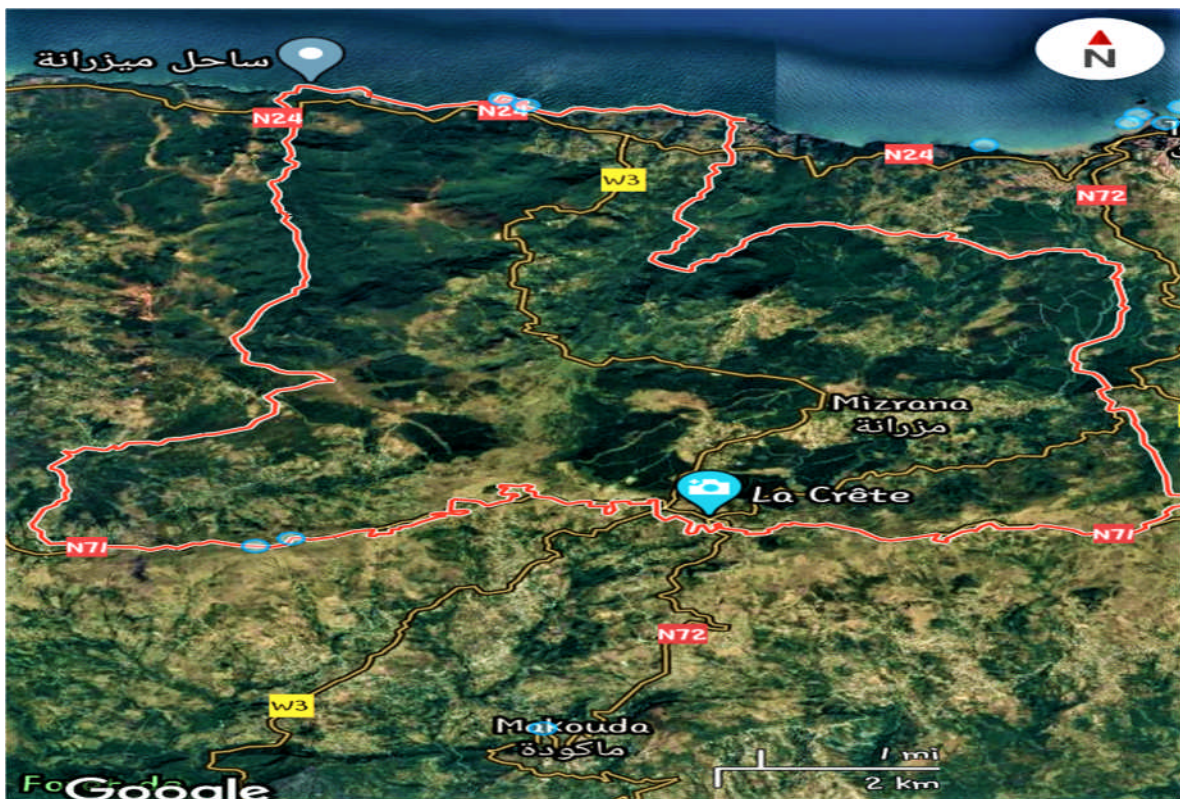 ساحل ميزرانة
N
N24
N24
N24
W3
N72
Mizrana
مزرانة
La Crête
N71
N71
N72
W3
Makouda
ماكودة
1 mi
2 km
Google